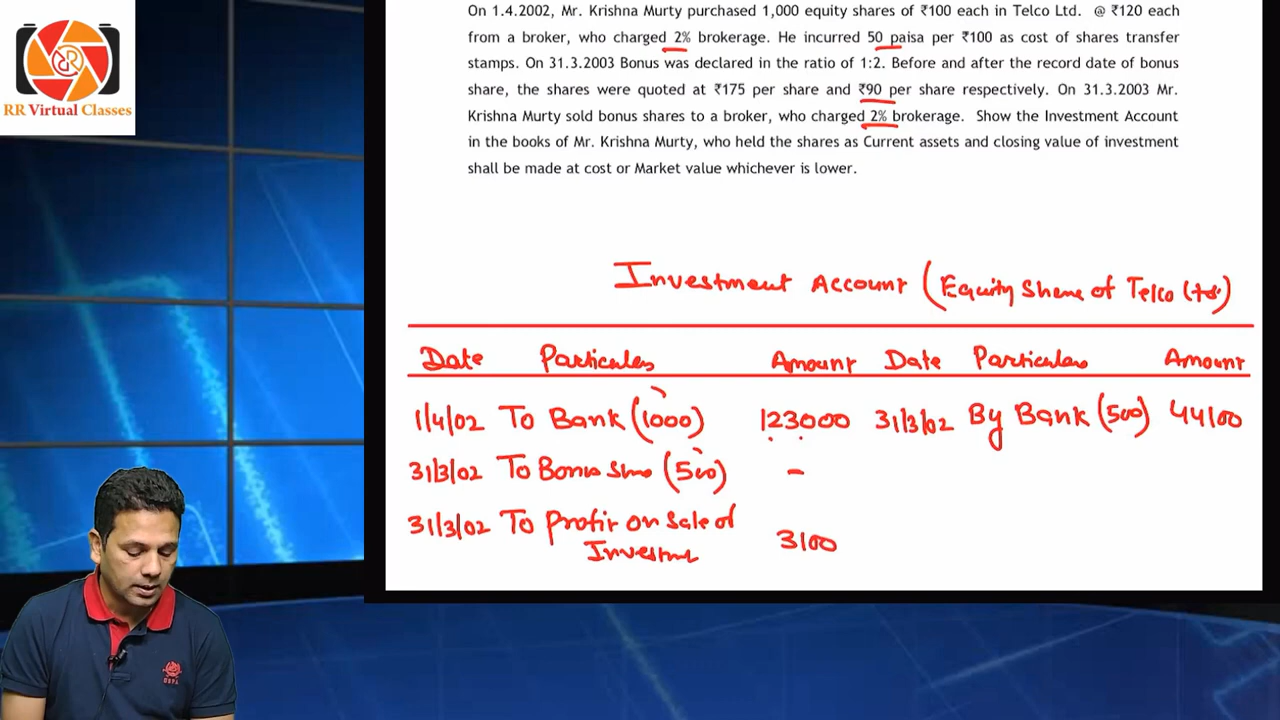 RR Virtual Classes
On 1.4.2002, Mr. Krishna Murty purchased 1,000 equity shares of ₹100 each in Telco Ltd. @ ₹120 each
from a broker, who charged 2% brokerage. He incurred 50 paisa per ₹100 as cost of shares transfer
stamps. On 31.3.2003 Bonus was declared in the ratio of 1:2. Before and after the record date of bonus
share, the shares were quoted at ₹175 per share and ₹90 per share respectively. On 31.3.2003 Mr.
Krishna Murty sold bonus shares to a broker, who charged 2% brokerage. Show the Investment Account
in the books of Mr. Krishna Murty, who held the shares as Current assets and closing value of investment
shall be made at cost or Market value whichever is lower.
Investment Account (Equity Share of Telco Ltd.)
Date Particulars Amount Date Particulars Amount
1/4/02 To Bank (1000) 123000 31/3/02 By Bank (500) 44100
31/3/02 To Bonus Share (500) -
31/3/02 To Profit on Sale of
Investment 3100